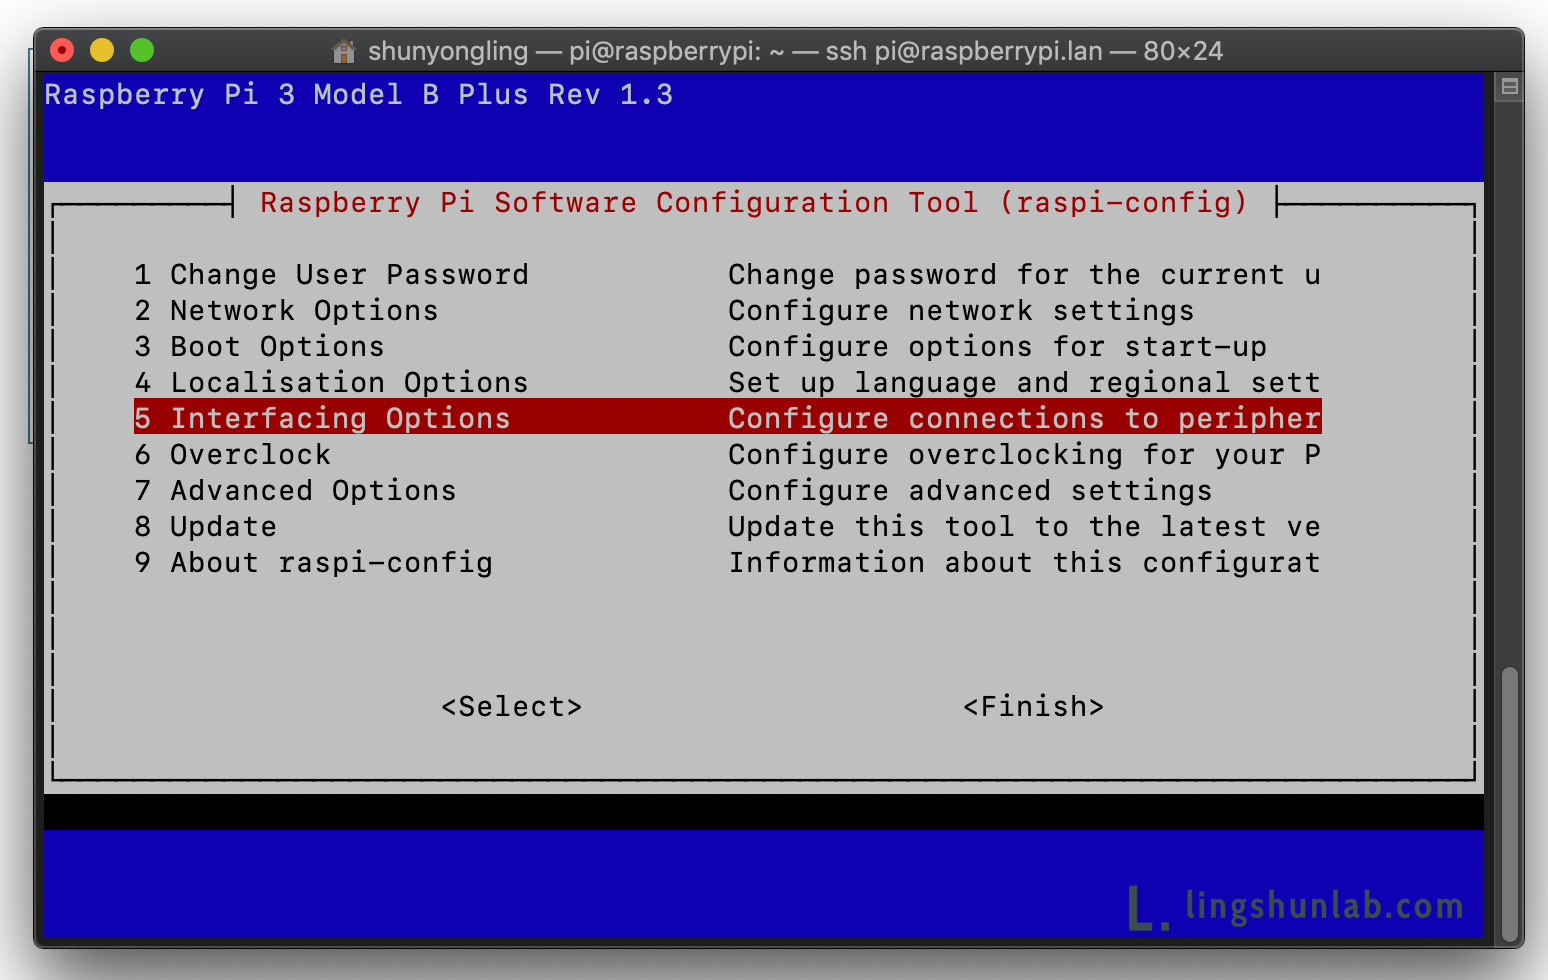 shunyongling — pi@raspberrypi: ~ — ssh pi@raspberrypi.lan — 80×24
Raspberry Pi 3 Model B Plus Rev 1.3
Raspberry Pi Software Configuration Tool (raspi-config)
1 Change User Password Change password for the current u
2 Network Options Configure network settings
3 Boot Options Configure options for start-up
4 Localisation Options Set up language and regional sett
5 Interfacing Options Configure connections to peripher
6 Overclock Configure overclocking for your P
7 Advanced Options Configure advanced settings
8 Update Update this tool to the latest ve
9 About raspi-config Information about this configurat
<Select> <Finish>
L. lingshunlab.com